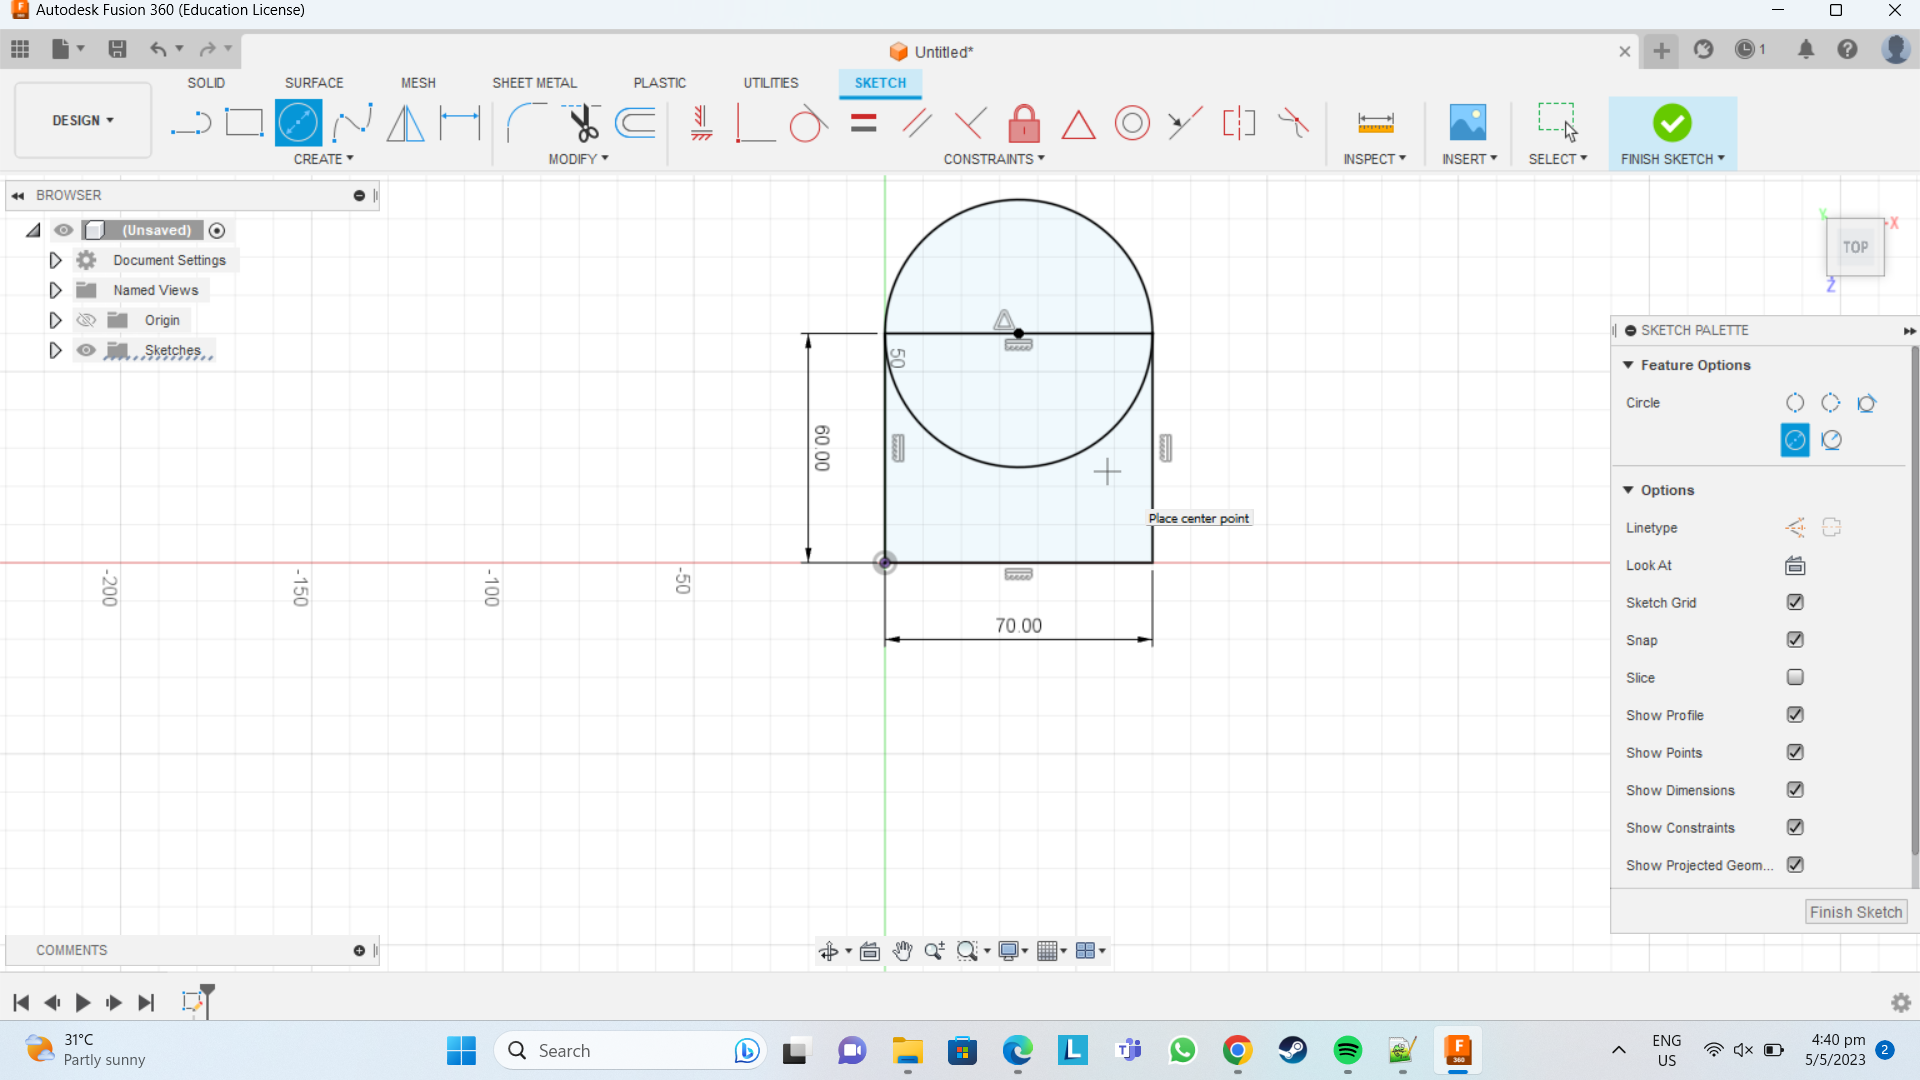 Autodesk Fusion 360 (Education License)
Untitled*
1
SOLID SURFACE MESH SHEET METAL PLASTIC UTILITIES SKETCH
DESIGN
CREATE MODIFY CONSTRAINTS INSPECT INSERT SELECT FINISH SKETCH
BROWSER
(Unsaved)
Document Settings
Named Views
Origin
Sketches
Y
X
TOP
Z
50
60.00
Place center point
-200
-150
-100
-50
70.00
SKETCH PALETTE
Feature Options
Circle
Options
Linetype
Look At
Sketch Grid
Snap
Slice
Show Profile
Show Points
Show Dimensions
Show Constraints
Show Projected Geom...
Finish Sketch
COMMENTS
31°C
Partly sunny
Search
L
F
360
ENG
US
4:40 pm
5/5/2023
2